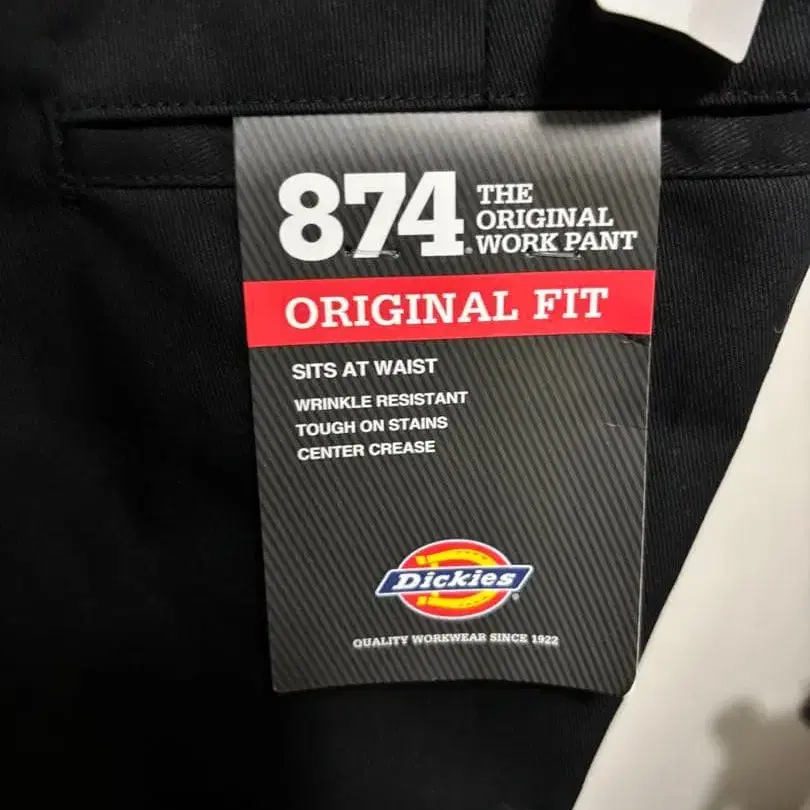 874® THE
ORIGINAL
WORK PANT
ORIGINAL FIT
SITS AT WAIST
WRINKLE RESISTANT
TOUGH ON STAINS
CENTER CREASE
Dickies®
QUALITY WORKWEAR SINCE 1922